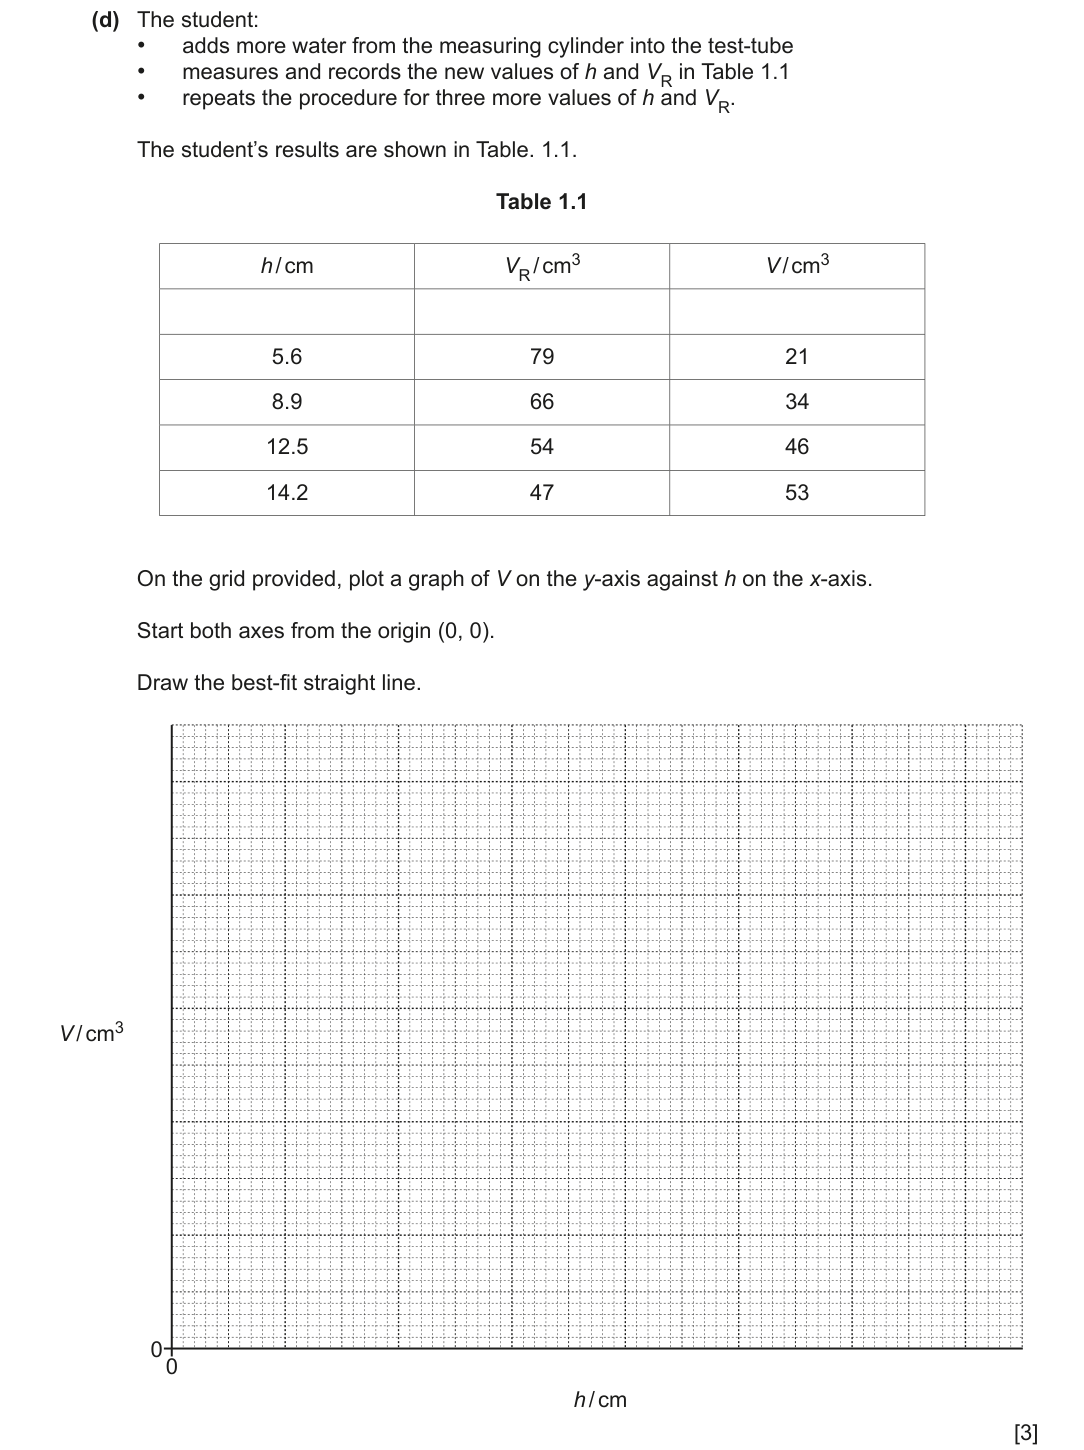 (d) The student:
• adds more water from the measuring cylinder into the test-tube
• measures and records the new values of h and VR in Table 1.1
• repeats the procedure for three more values of h and VR.
The student’s results are shown in Table. 1.1.
Table 1.1
h / cm VR / cm³ V / cm³
5.6 79 21
8.9 66 34
12.5 54 46
14.2 47 53
On the grid provided, plot a graph of V on the y-axis against h on the x-axis.
Start both axes from the origin (0, 0).
Draw the best-fit straight line.
V / cm³
0
0
h / cm
[3]